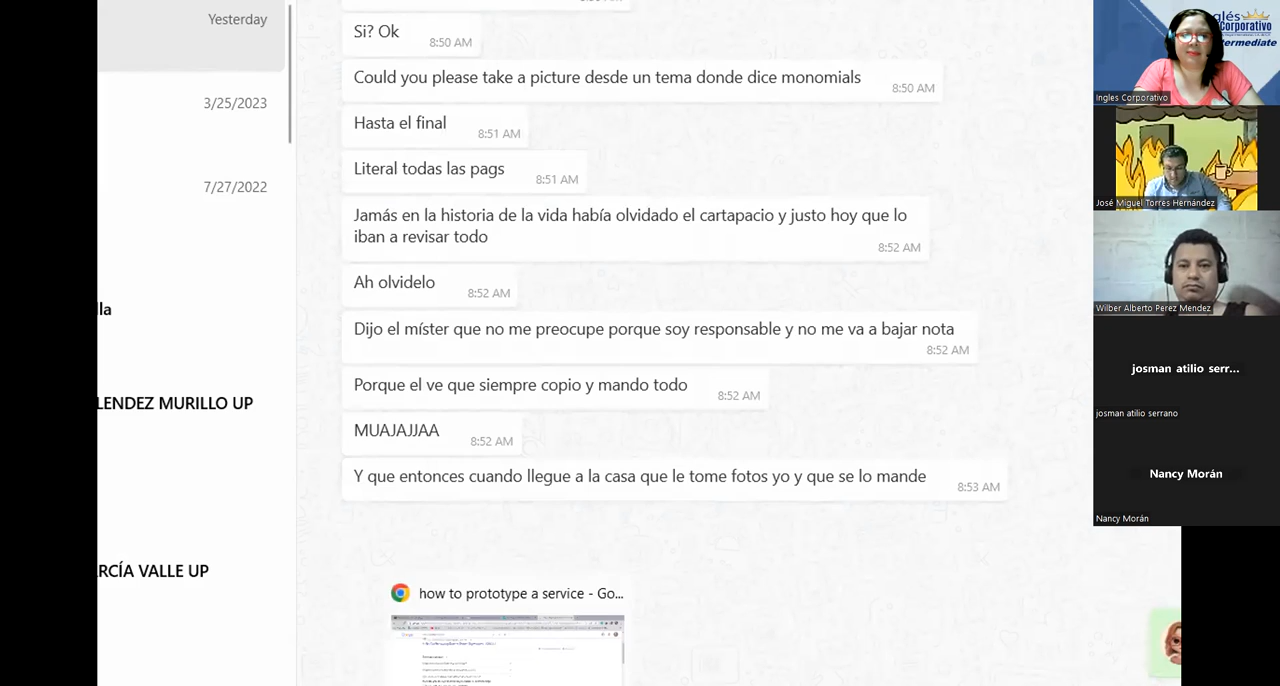 Yesterday
3/25/2023
7/27/2022
lla
LENDEZ MURILLO UP
RCÍA VALLE UP
Si? Ok
8:50 AM
Could you please take a picture desde un tema donde dice monomials
8:50 AM
Hasta el final
8:51 AM
Literal todas las pags
8:51 AM
Jamás en la historia de la vida había olvidado el cartapacio y justo hoy que lo
iban a revisar todo
8:52 AM
Ah olvidelo
8:52 AM
Dijo el míster que no me preocupe porque soy responsable y no me va a bajar nota
8:52 AM
Porque el ve que siempre copio y mando todo
8:52 AM
MUAJAJJAA
8:52 AM
Y que entonces cuando llegue a la casa que le tome fotos yo y que se lo mande
8:53 AM
how to prototype a service - Go...
glés
Corporativo
termediate
Ingles Corporativo
José Miguel Torres Hernández
Wilber Alberto Perez Mendez
josman atilio serr...
josman atilio serrano
Nancy Morán
Nancy Morán